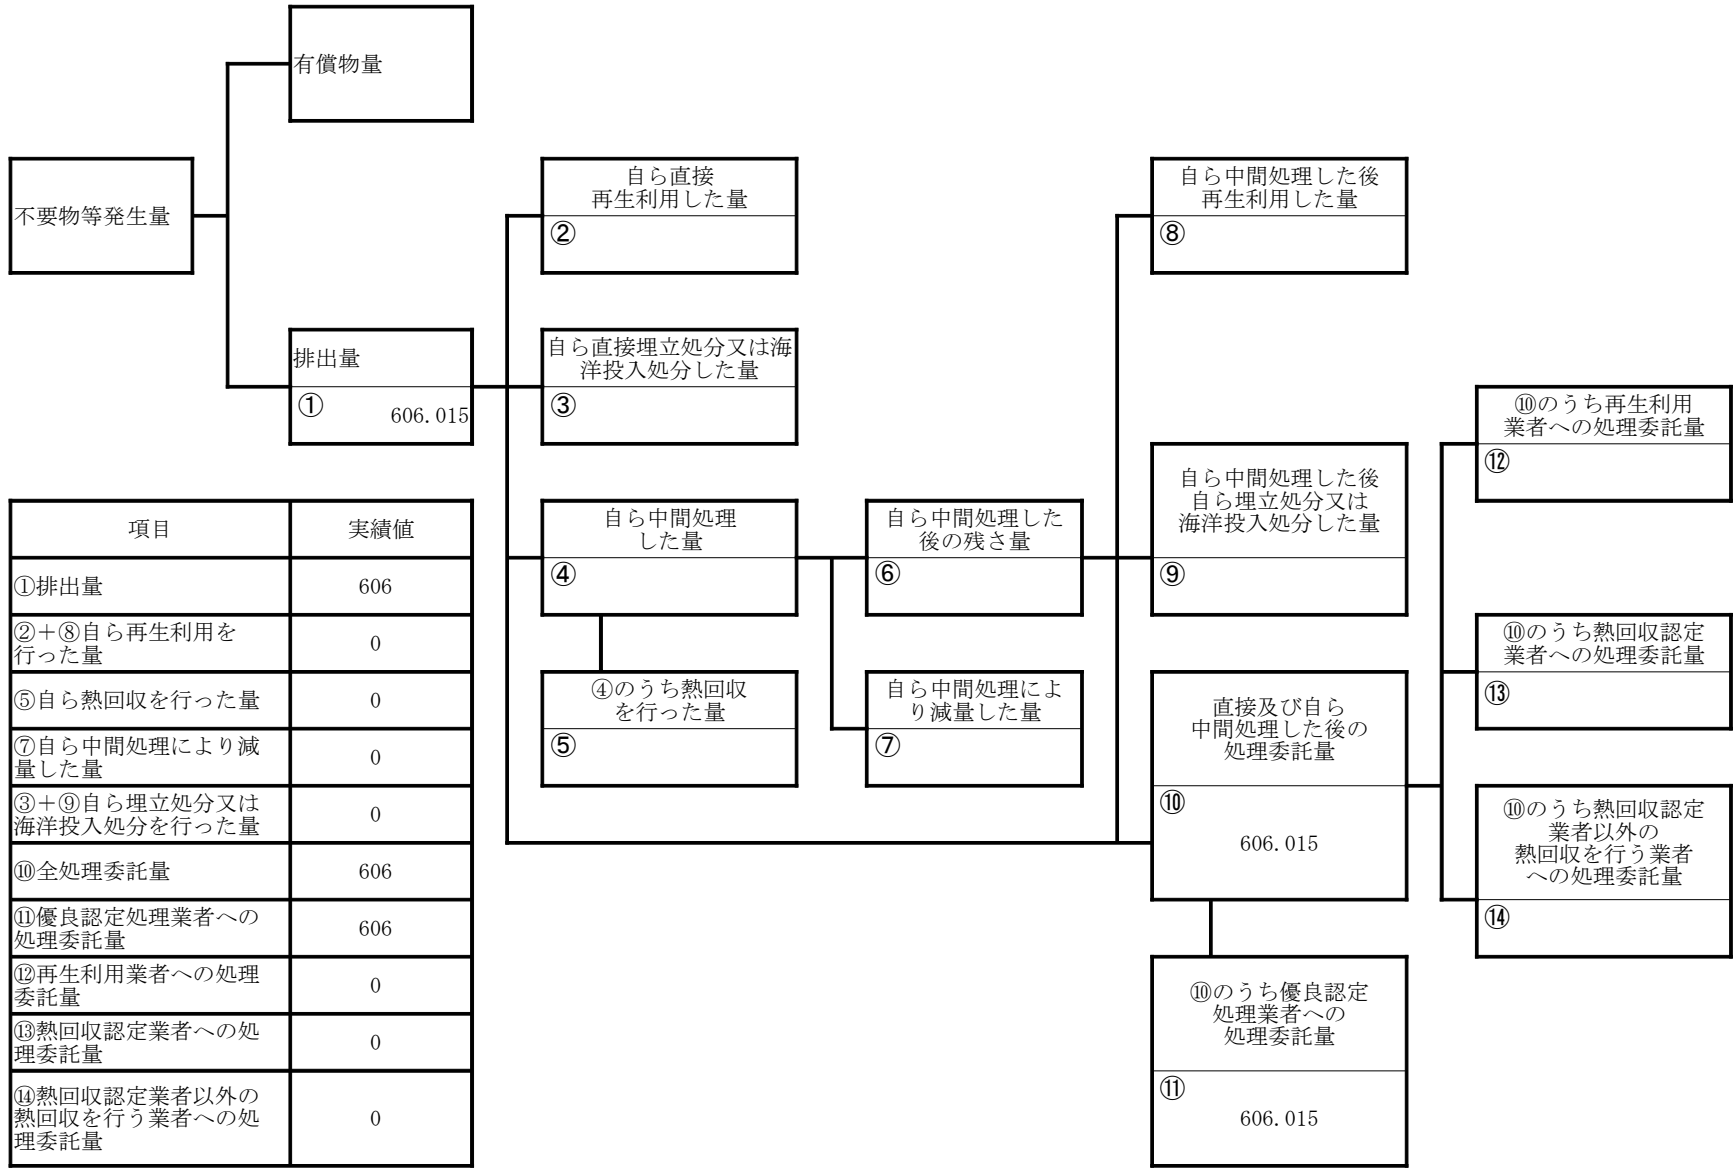 有償物量
不要物等発生量
自ら直接
再生利用した量
②
自ら中間処理した後
再生利用した量
⑧
排出量
①
606.015
自ら直接埋立処分又は海
洋投入処分した量
③
⑩のうち再生利用
業者への処理委託量
⑫
自ら中間処理
した量
④
自ら中間処理した
後の残さ量
⑥
自ら中間処理した後
自ら埋立処分又は
海洋投入処分した量
⑨
⑩のうち熱回収認定
業者への処理委託量
⑬
④のうち熱回収
を行った量
⑤
自ら中間処理によ
り減量した量
⑦
直接及び自ら
中間処理した後の
処理委託量
⑩
606.015
⑩のうち熱回収認定
業者以外の
熱回収を行う業者
への処理委託量
⑭
⑩のうち優良認定
処理業者への
処理委託量
⑪
606.015
項目 実績値
①排出量 606
②+⑧自ら再生利用を
行った量 0
⑤自ら熱回収を行った量 0
⑦自ら中間処理により減
量した量 0
③+⑨自ら埋立処分又は
海洋投入処分を行った量 0
⑩全処理委託量 606
⑪優良認定処理業者への
処理委託量 606
⑫再生利用業者への処理
委託量 0
⑬熱回収認定業者への処
理委託量 0
⑭熱回収認定業者以外の
熱回収を行う業者への処
理委託量 0